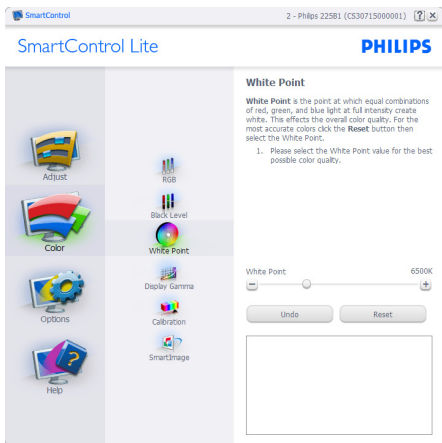 SmartControl
2 - Philips 225B1 (CS30715000001)
SmartControl Lite
PHILIPS
Adjust
Color
Options
Help
RGB
Black Level
White Point
Display Gamma
Calibration
SmartImage
White Point
White Point is the point at which equal combinations
of red, green, and blue light at full intensity create
white. This effects the overall color quality. For the
most accurate colors click the Reset button then
select the White Point.
1. Please select the White Point value for the best
possible color quality.
White Point 6500K
Undo
Reset